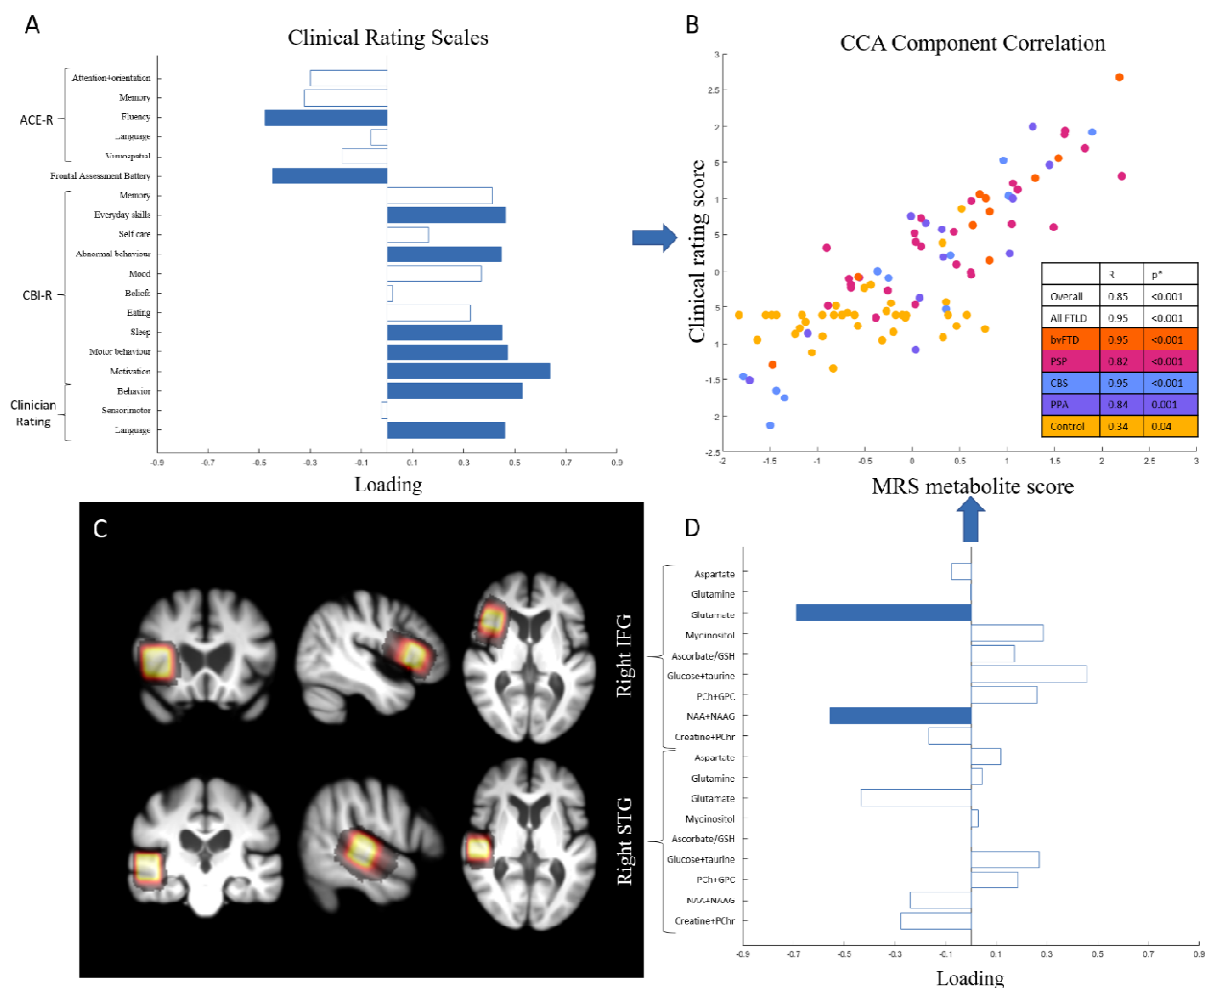 A
Clinical Rating Scales
ACE-R
Attention+orientation
Memory
Fluency
Language
Visuospatial
Frontal Assessment Battery
CBI-R
Memory
Everyday skills
Self care
Abnormal behaviour
Mood
Beliefs
Eating
Sleep
Motor behaviour
Motivation
Clinician
Rating
Behavior
Sensorimotor
Language
-0.9 -0.7 -0.5 -0.3 -0.1 0.1 0.3 0.5 0.7 0.9
Loading
B
CCA Component Correlation
Clinical rating score
3
2.5
2
5
1
5
0
5
1
-1.5
-2
-2.5
-2 -1.5 -1 -0.5 0 0.5 1 1.5 2 2.5 3
MRS metabolite score
R p*
Overall 0.85 <0.001
All FTLD 0.95 <0.001
bvFTD 0.95 <0.001
PSP 0.82 <0.001
CBS 0.95 <0.001
PPA 0.84 0.001
Control 0.34 0.04
C
Right IFG
Right STG
D
Aspartate
Glutamine
Glutamate
Myoinositol
Ascorbate/GSH
Glucose+taurine
PCh+GPC
NAA+NAAG
Creatine+PChr
Aspartate
Glutamine
Glutamate
Myoinositol
Ascorbate/GSH
Glucose+taurine
PCh+GPC
NAA+NAAG
Creatine+PChr
-0.9 -0.7 -0.5 -0.3 -0.1 0.1 0.3 0.5 0.7 0.9
Loading